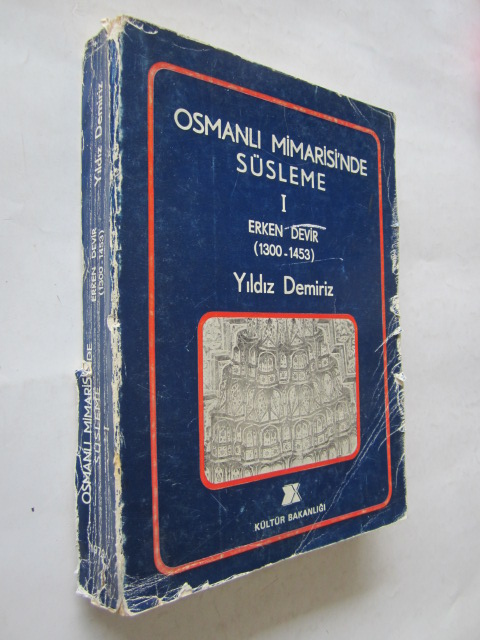 OSMANLI MİMARİSİ'NDE
SÜSLEME
I
ERKEN DEVİR
(1300-1453)
Yıldız Demiriz
KÜLTÜR BAKANLIĞI
OSMANLI MİMARİSİ'NDE
SÜSLEME
I
ERKEN DEVİR
(1300-1453)
Yıldız Demiriz